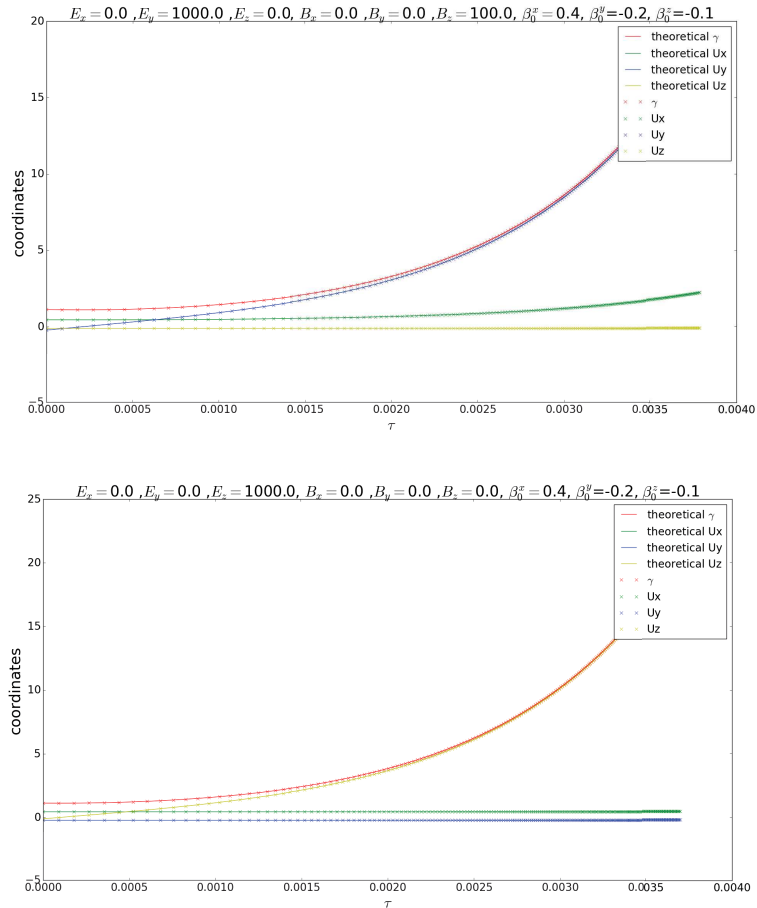 E_x = 0.0 ,E_y = 1000.0 ,E_z = 0.0, B_x = 0.0 ,B_y = 0.0 ,B_z = 100.0, β_0^x = 0.4, β_0^y=-0.2, β_0^z=-0.1
20
15
10
5
0
−5
coordinates
theoretical γ
theoretical Ux
theoretical Uy
theoretical Uz
γ
Ux
Uy
Uz
0.0000 0.0005 0.0010 0.0015 0.0020 0.0025 0.0030 0.0035 0.0040
τ
E_x = 0.0 ,E_y = 0.0 ,E_z = 1000.0, B_x = 0.0 ,B_y = 0.0 ,B_z = 0.0, β_0^x = 0.4, β_0^y=-0.2, β_0^z=-0.1
25
20
15
10
5
0
−5
coordinates
theoretical γ
theoretical Ux
theoretical Uy
theoretical Uz
γ
Ux
Uy
Uz
0.0000 0.0005 0.0010 0.0015 0.0020 0.0025 0.0030 0.0035 0.0040
τ